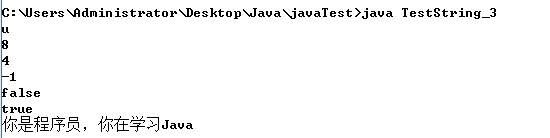 C:\Users\Administrator\Desktop\Java\javaTest>java TestString_3
u
8
4
-1
false
true
你是程序员, 你在学习Java